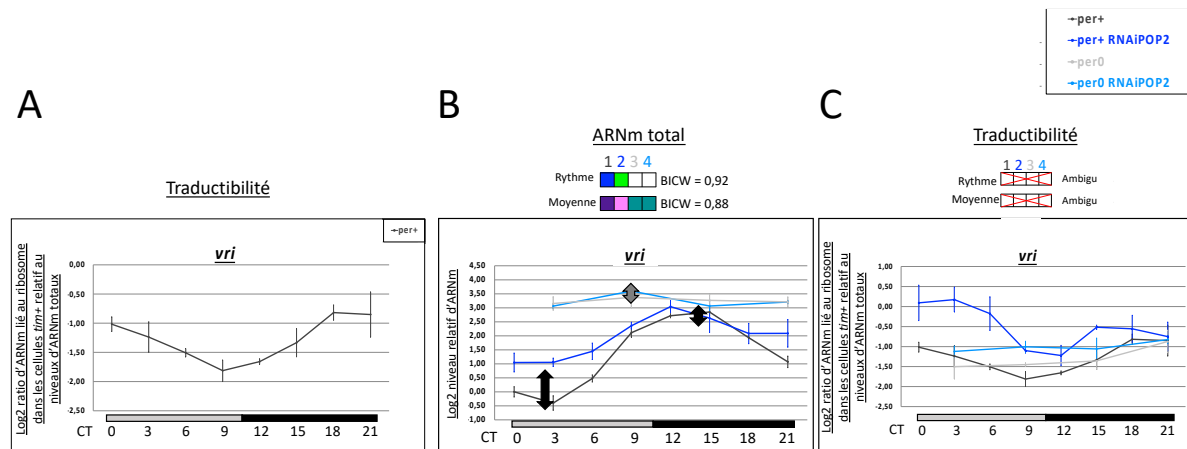 per+
per+ RNAiPOP2
per0
per0 RNAiPOP2
A
B
C
Traductibilité
per+
vri
Log2 ratio d'ARNm lié au ribosome
dans les cellules tim+ relatif au
niveaux d'ARNm totaux
0,00
-0,50
-1,00
-1,50
-2,00
-2,50
CT 0 3 6 9 12 15 18 21
ARNm total
1 2 3 4
Rythme BICW = 0,92
Moyenne BICW = 0,88
vri
Log2 niveau relatif d'ARNm
4,50
4,00
3,50
3,00
2,50
2,00
1,50
1,00
0,50
0,00
0,50
1,00
CT 0 3 6 9 12 15 18 21
Traductibilité
1 2 3 4
Rythme Ambigu
Moyenne Ambigu
vri
Log2 ratio d'ARNm lié au ribosome
dans les cellules tim+ relatif au
niveaux d'ARNm totaux
1,00
0,50
0,00
-0,50
-1,00
-1,50
-2,00
-2,50
CT 0 3 6 9 12 15 18 21